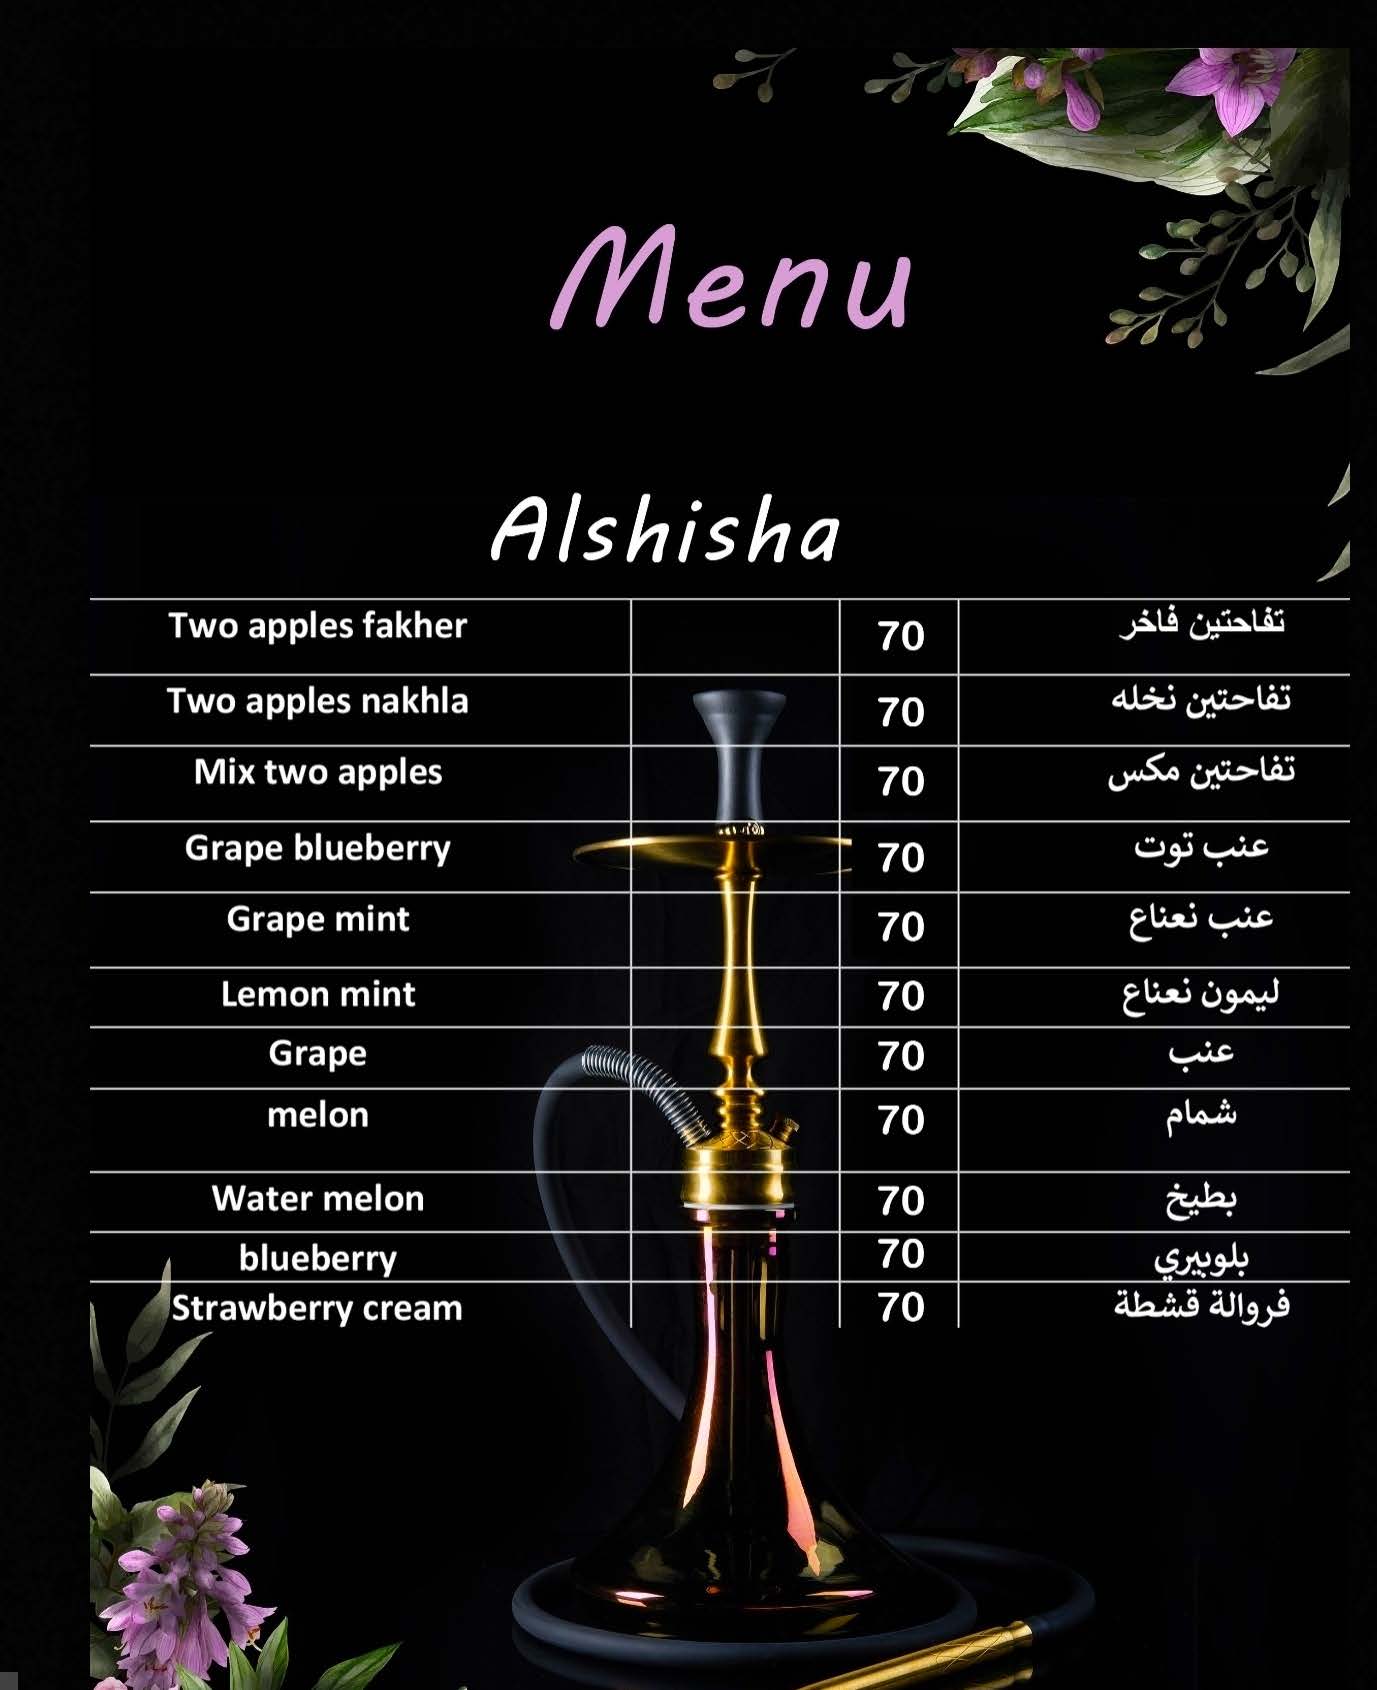 Menu
Alshisha
Two apples fakher 70 تفاحتين فاخر
Two apples nakhla 70 تفاحتين نخله
Mix two apples 70 تفاحتين مكس
Grape blueberry 70 عنب توت
Grape mint 70 عنب نعناع
Lemon mint 70 ليمون نعناع
Grape 70 عنب
melon 70 شمام
Water melon 70 بطيخ
blueberry 70 بلوبيري
Strawberry cream 70 فروالة قشطة